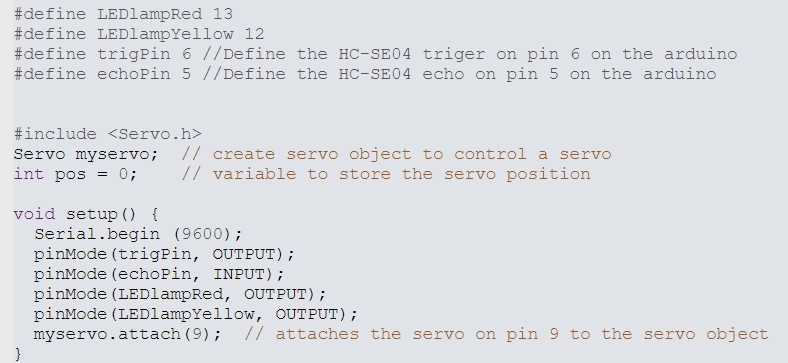 #define LEDlampRed 13
#define LEDlampYellow 12
#define trigPin 6 //Define the HC-SE04 triger on pin 6 on the arduino
#define echoPin 5 //Define the HC-SE04 echo on pin 5 on the arduino
#include <Servo.h>
Servo myservo;  // create servo object to control a servo
int pos = 0;    // variable to store the servo position
void setup() {
  Serial.begin (9600);
  pinMode(trigPin, OUTPUT);
  pinMode(echoPin, INPUT);
  pinMode(LEDlampRed, OUTPUT);
  pinMode(LEDlampYellow, OUTPUT);
  myservo.attach(9);  // attaches the servo on pin 9 to the servo object
}